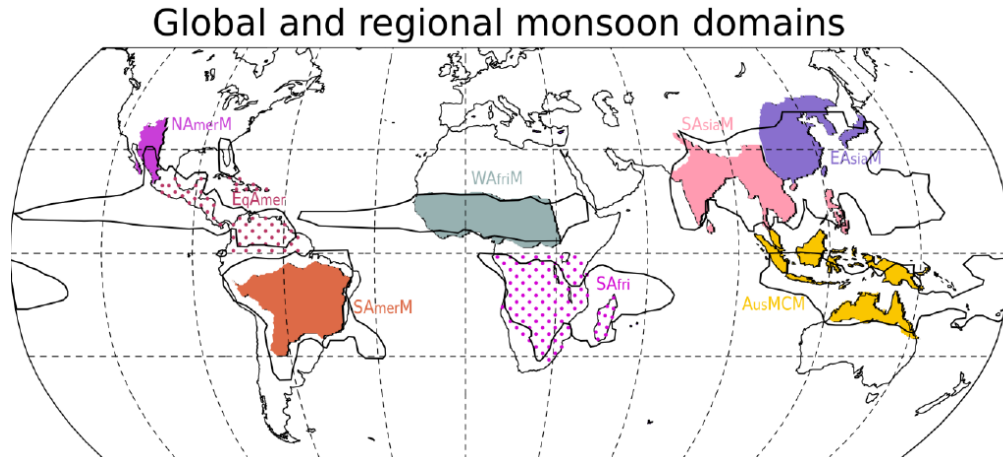 Global and regional monsoon domains
NAmerM
SAsiaM
EAsiaM
WAfriM
EqAmer
SAfri
SAmerM
AusMCM